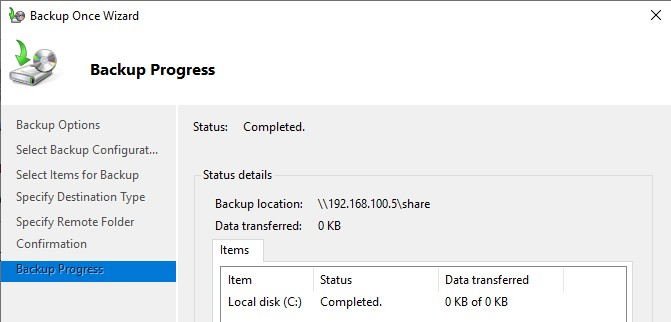 Backup Once Wizard
Backup Progress
Backup Options
Select Backup Configurat...
Select Items for Backup
Specify Destination Type
Specify Remote Folder
Confirmation
Backup Progress
Status: Completed.
Status details
Backup location: \\192.168.100.5\share
Data transferred: 0 KB
Items
Item Status Data transferred
Local disk (C:) Completed. 0 KB of 0 KB